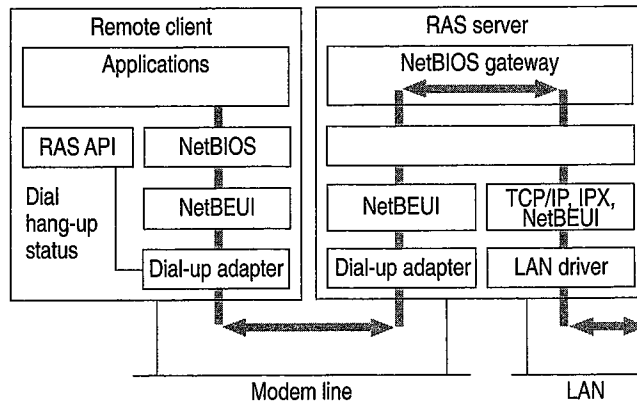 Remote client
Applications
RAS API
NetBIOS
Dial
hang-up
status
NetBEUI
Dial-up adapter
RAS server
NetBIOS gateway
NetBEUI
TCP/IP, IPX,
NetBEUI
Dial-up adapter
LAN driver
Modem line
LAN